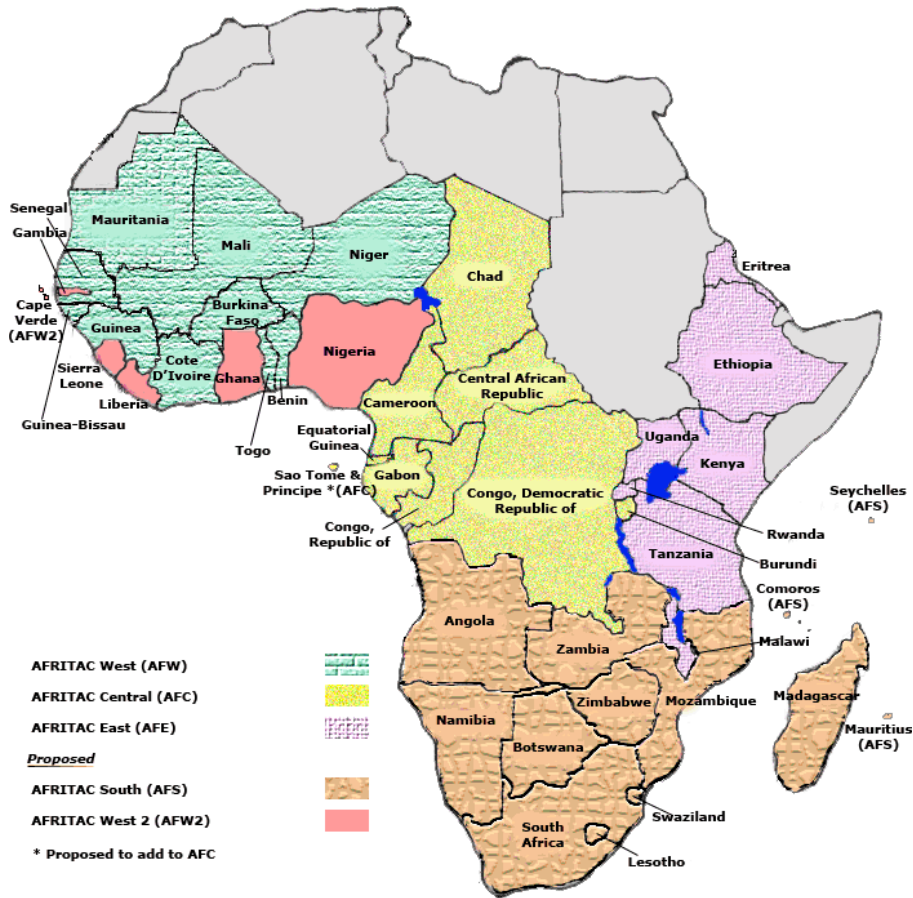 Senegal
Gambia
Mauritania
Mali
Niger
Chad
Eritrea
Cape
Verde
(AFW2)
Burkina
Faso
Guinea
Ethiopia
Nigeria
Cote
D'Ivoire
Ghana
Sierra
Leone
Liberia
Guinea-Bissau
Togo
Benin
Central African
Republic
Cameroon
Equatorial
Guinea
Uganda
Kenya
Gabon
Sao Tome &
Principe *(AFC)
Congo, Democratic
Republic of
Seychelles
(AFS)
Congo,
Republic of
Rwanda
Tanzania
Burundi
Comoros
(AFS)
Angola
Zambia
Malawi
Mozambique
Madagascar
Zimbabwe
Namibia
Mauritius
(AFS)
Botswana
Swaziland
South
Africa
Lesotho
AFRITAC West (AFW)
AFRITAC Central (AFC)
AFRITAC East (AFE)
Proposed
AFRITAC South (AFS)
AFRITAC West 2 (AFW2)
* Proposed to add to AFC